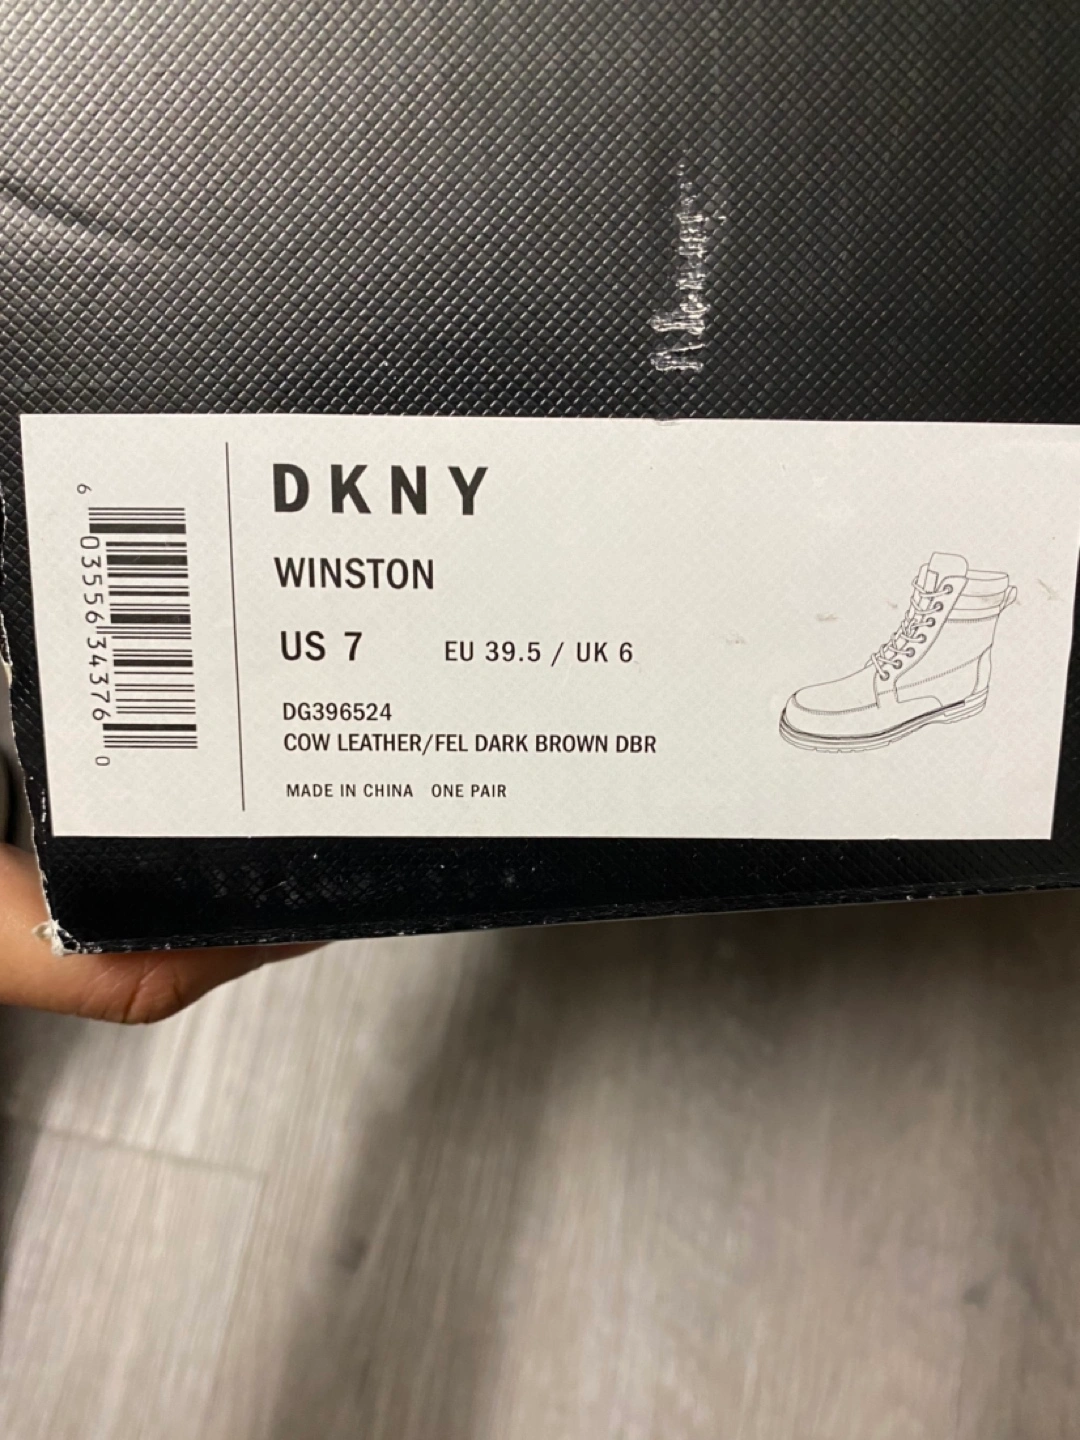 DKNY
WINSTON
US 7 EU 39.5 / UK 6
DG396524
COW LEATHER/FEL DARK BROWN DBR
MADE IN CHINA ONE PAIR
6 03556 34376 0